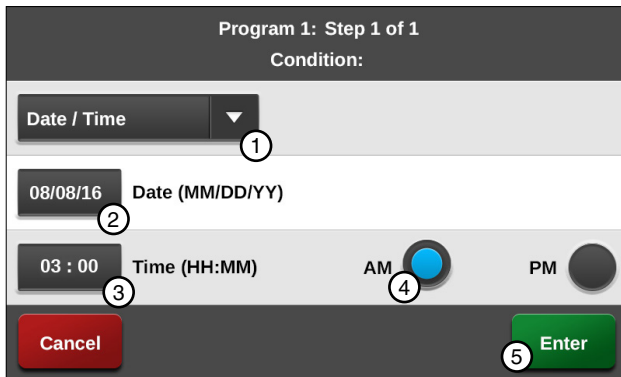 Program 1: Step 1 of 1
Condition:
Date / Time
1
08/08/16 Date (MM/DD/YY)
2
03 : 00 Time (HH:MM) AM PM
3 4
Cancel Enter
5